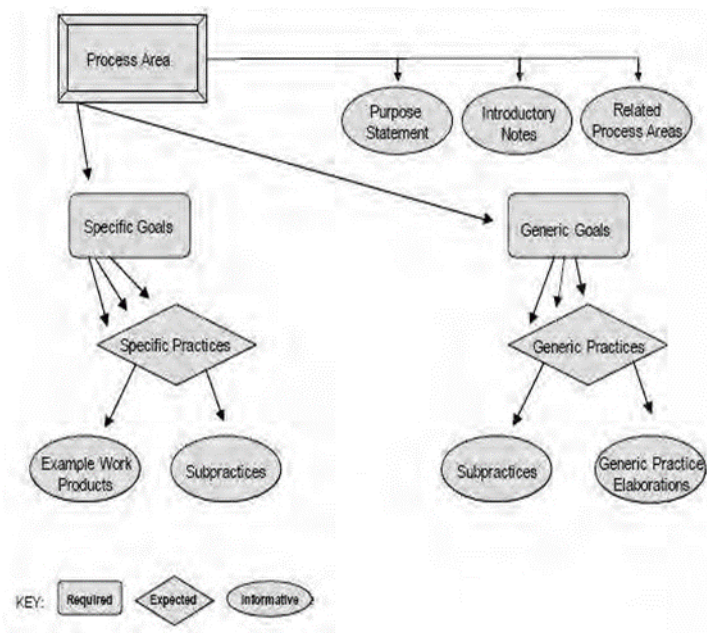 Process Area
Purpose
Statement
Introductory
Notes
Related
Process Areas
Specific Goals
Generic Goals
Specific Practices
Generic Practices
Example Work
Products
Subpractices
Subpractices
Generic Practice
Elaborations
KEY:
Required
Expected
Informative